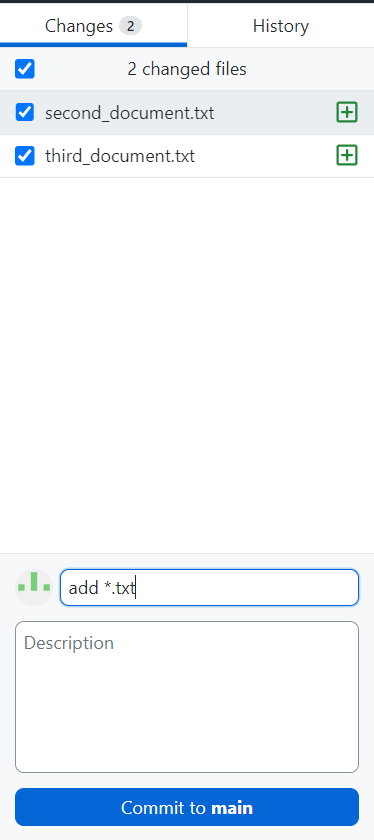 Changes 2 History
2 changed files
second_document.txt
third_document.txt
add *.txt
Description
Commit to main